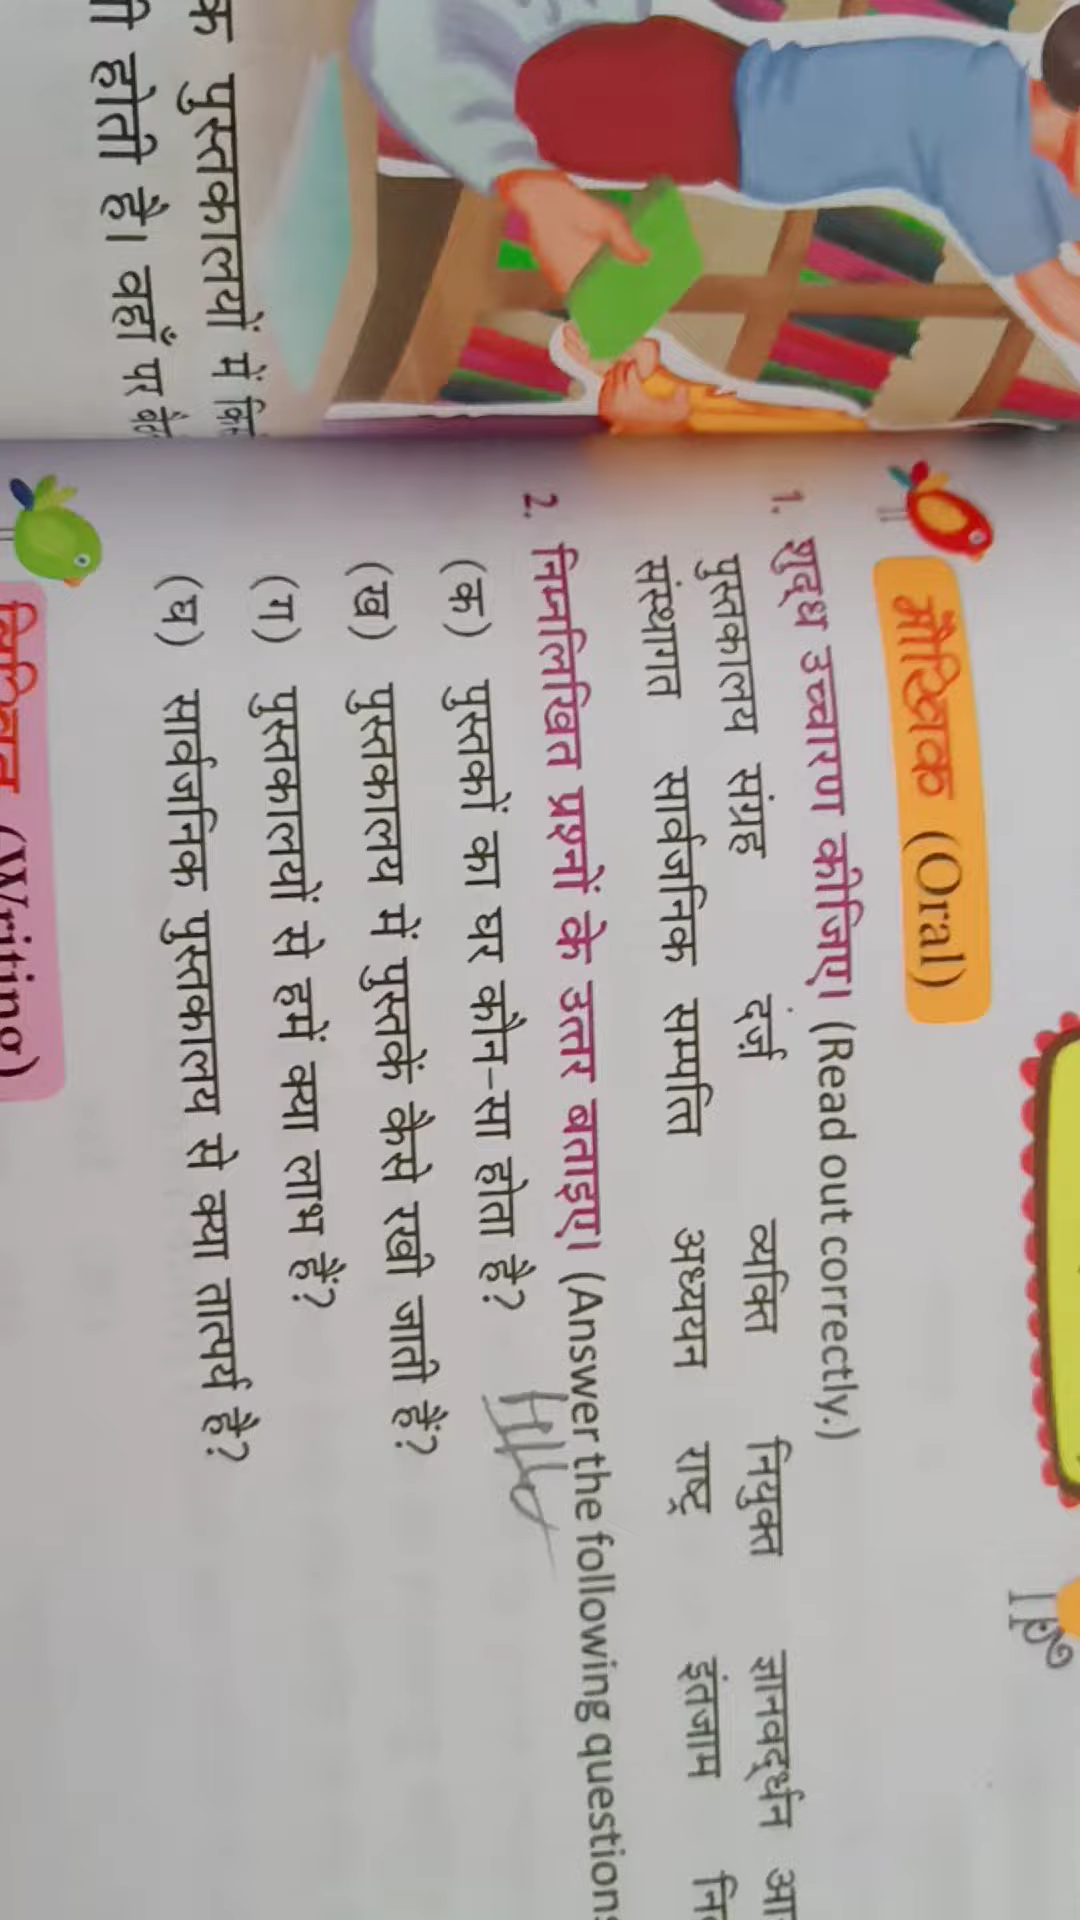 क पुस्तकालयों में
होती है। वहाँ पर
मौखिक (Oral)
1. शुद्ध उच्चारण कीजिए। (Read out correctly.)
पुस्तकालय संग्रह दर्ज़ व्यक्ति नियुक्त ज्ञानवर्द्धन
संस्थागत सार्वजनिक सम्पत्ति अध्ययन राष्ट्र इंतजाम
2. निम्नलिखित प्रश्नों के उत्तर बताइए। (Answer the following questions
(क) पुस्तकों का घर कौन-सा होता है?
(ख) पुस्तकालय में पुस्तकें कैसे रखी जाती हैं?
(ग) पुस्तकालयों से हमें क्या लाभ हैं?
(घ) सार्वजनिक पुस्तकालय से क्या तात्पर्य है?
(Writing)